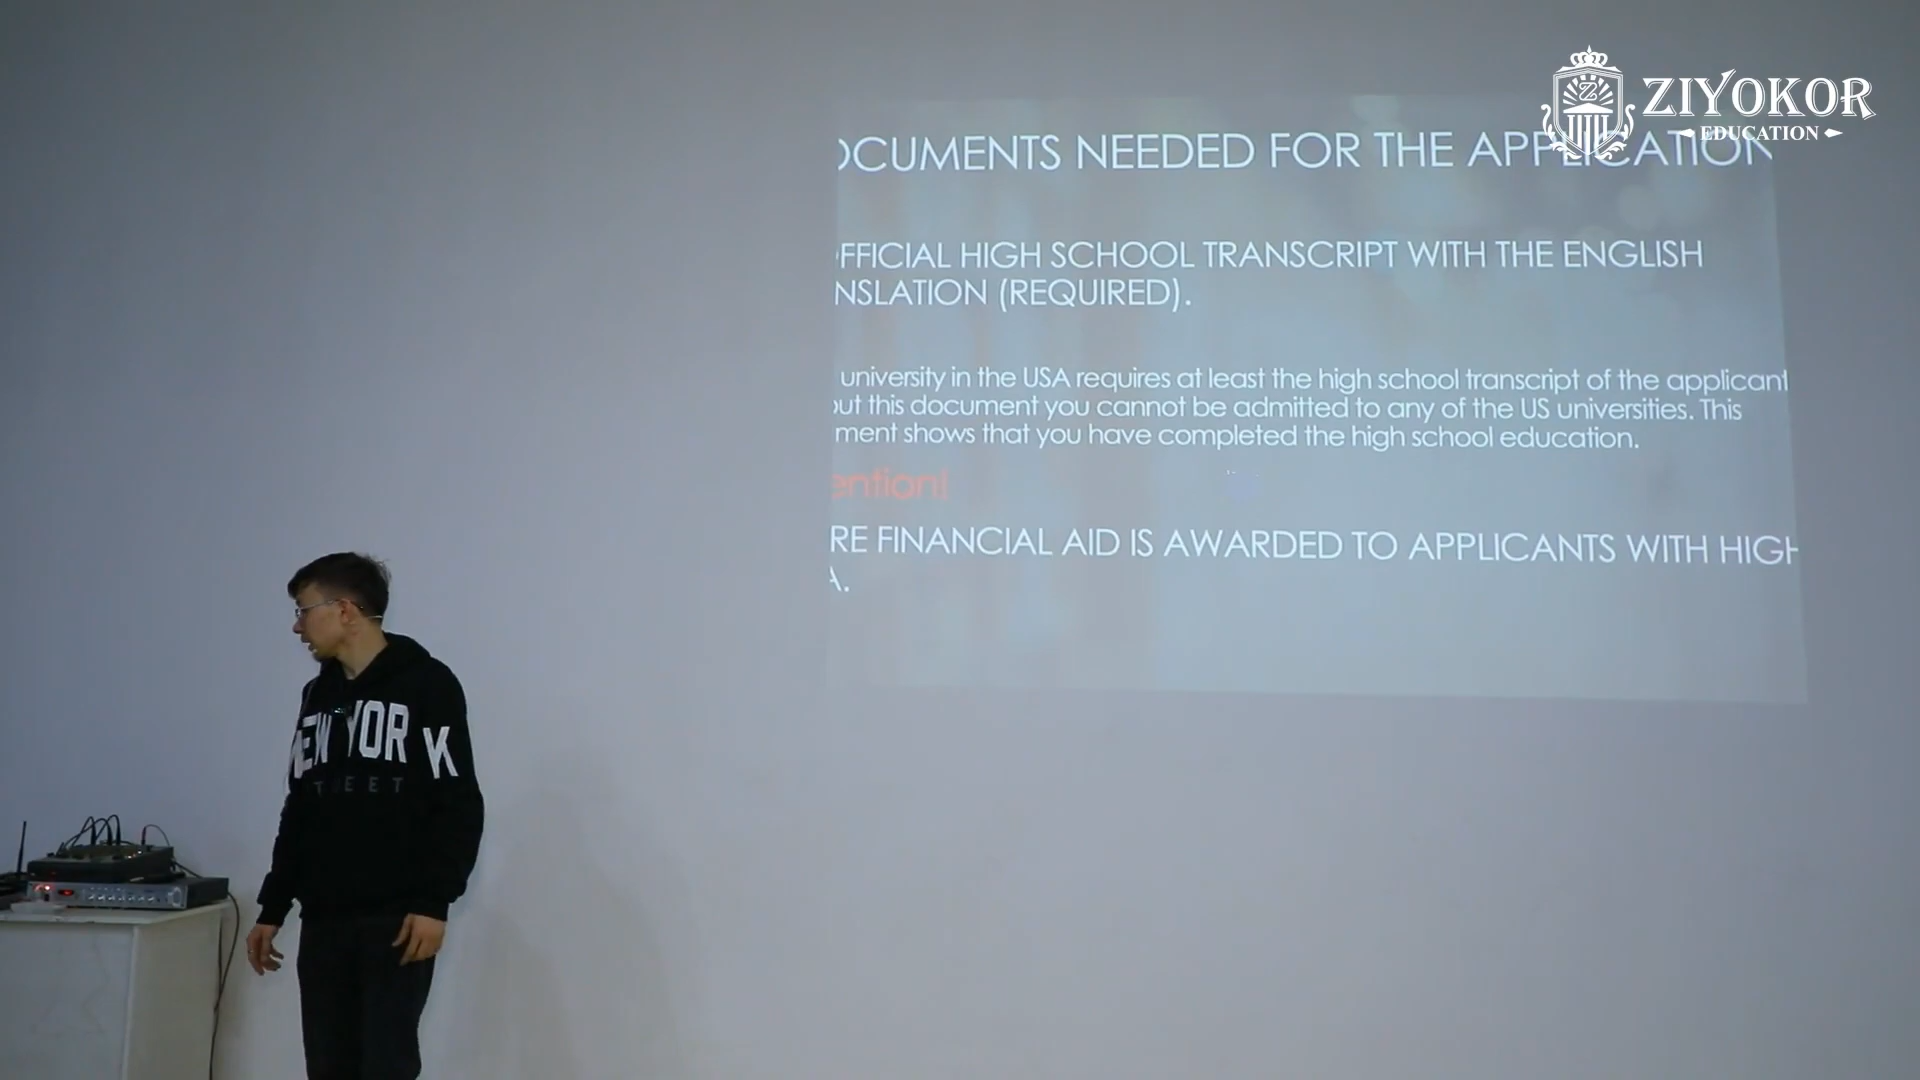 ZIYOKOR
EDUCATION
OCUMENTS NEEDED FOR THE APPLICATION
FFICIAL HIGH SCHOOL TRANSCRIPT WITH THE ENGLISH
NSLATION (REQUIRED).
university in the USA requires at least the high school transcript of the applicant
out this document you cannot be admitted to any of the US universities. This
ment shows that you have completed the high school education.
ention!
RE FINANCIAL AID IS AWARDED TO APPLICANTS WITH HIGH
A.
NEW YORK
STREET